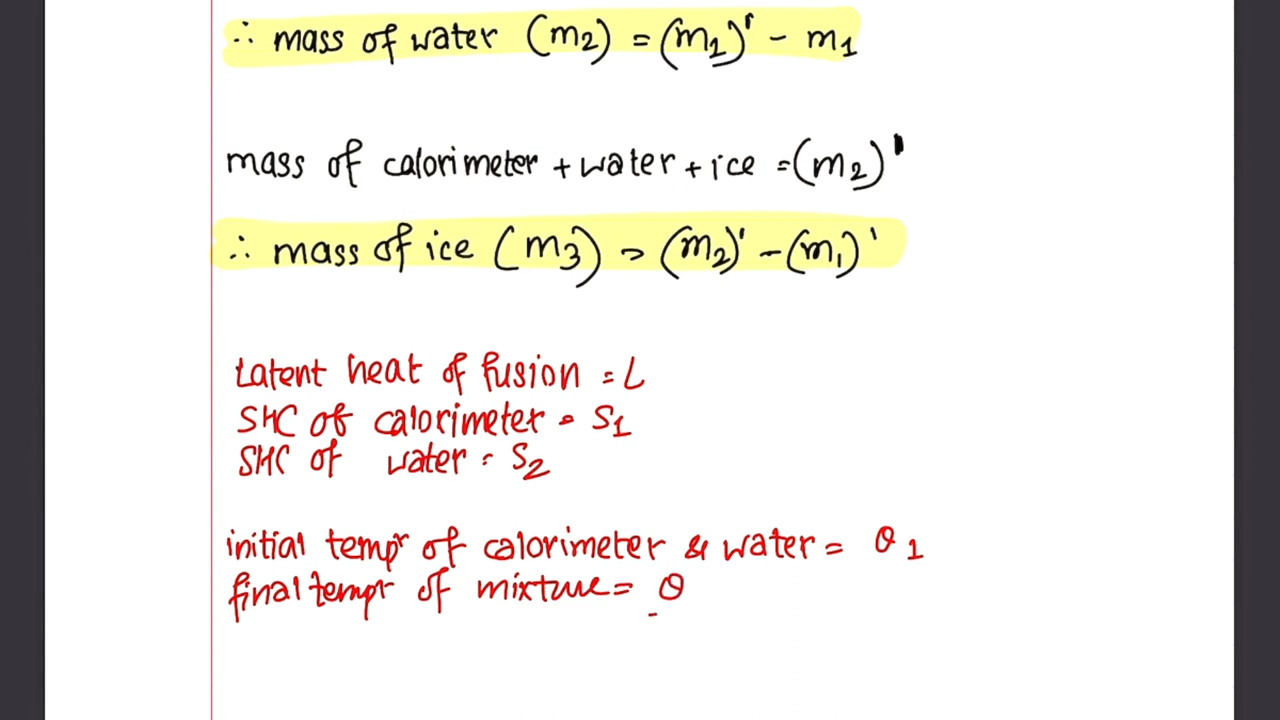 ∴ mass of water (m2) = (m1)' - m1
mass of calorimeter + water + ice = (m2)'
∴ mass of ice (m3) = (m2)' - (m1)'
Latent heat of fusion = L
SHC of calorimeter = S1
SHC of water = S2
initial tempr of calorimeter & water = θ1
final tempr of mixture = θ